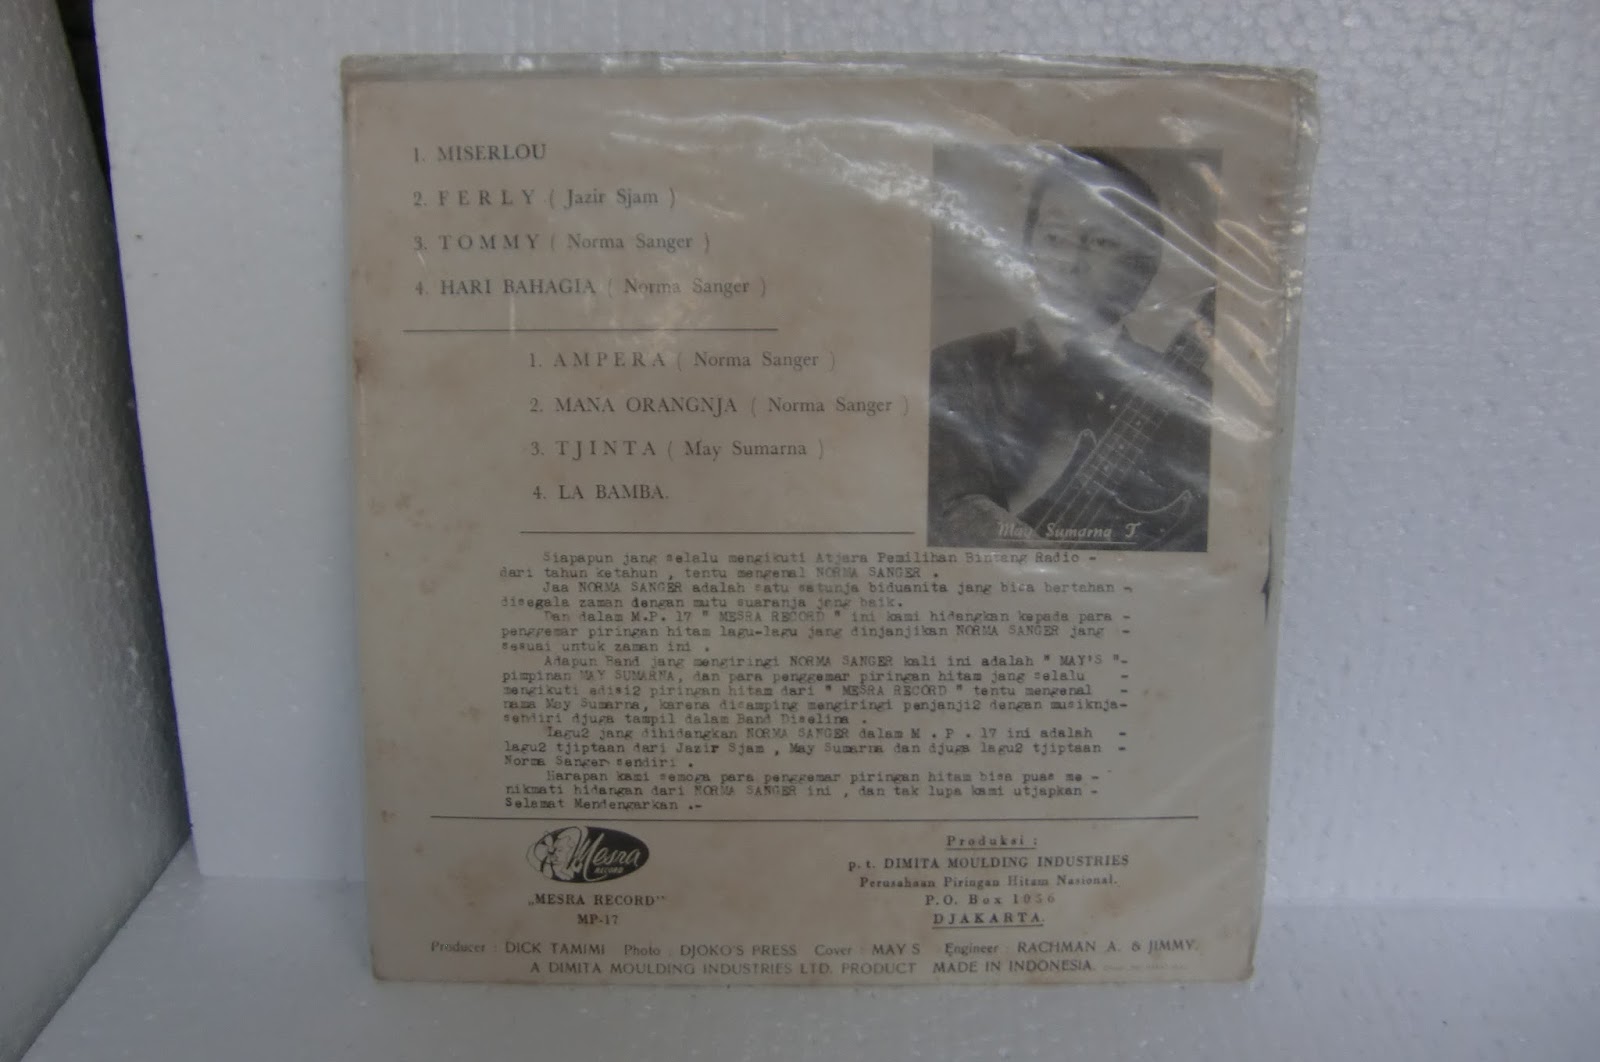 1. MISERLOU
2. FERLY ( Jazir Sjam )
3. TOMMY ( Norma Sanger )
4. HARI BAHAGIA ( Norma Sanger )
1. AMPERA ( Norma Sanger )
2. MANA ORANGNJA ( Norma Sanger )
3. TJINTA ( May Sumarna )
4. LA BAMBA.
May Sumarna T.
Siapapun jang selalu mengikuti Atjara Pemilihan Bintang Radio -
dari tahun ketahun , tentu mengenal NORMA SANGER .
Jaa NORMA SANGER adalah satu satunja biduanita jang bisa bertahan -
disegala zaman dengan mutu suaranja jang baik.
Dan dalam M.P. 17 " MESRA RECORD " ini kami hidangkan kepada para -
penggemar piringan hitam lagu-lagu jang dinjanjikan NORMA SANGER jang -
sesuai untuk zaman ini .
Adapun Band jang mengiringi NORMA SANGER kali ini adalah " MAY'S "-
pimpinan MAY SUMARNA, dan para penggemar piringan hitam jang selalu -
mengikuti edisi2 piringan hitam dari " MESRA RECORD " tentu mengenal -
nama May Sumarna, karena disamping mengiringi penjanji2 dengan musiknja-
sendiri djuga tampil dalam Band Diselina .
Lagu2 jang dihidangkan NORMA SANGER dalam M . P . 17 ini adalah -
lagu2 tjiptaan dari Jazir Sjam , May Sumarna dan djuga lagu2 tjiptaan -
Norma Sanger sendiri .
Harapan kami semoga para penggemar piringan hitam bisa puas me -
nikmati hidangan dari NORMA SANGER ini , dan tak lupa kami utjapkan -
Selamat Mendengarkan .-
Mesra
RECORD
„MESRA RECORD"
MP-17
Produksi :
p. t. DIMITA MOULDING INDUSTRIES
Perusahaan Piringan Hitam Nasional.
P.O. Box 1056
DJAKARTA.
Producer : DICK TAMIMI Photo : DJOKO'S PRESS Cover : MAY S Engineer : RACHMAN A. & JIMMY.
A DIMITA MOULDING INDUSTRIES LTD. PRODUCT MADE IN INDONESIA.